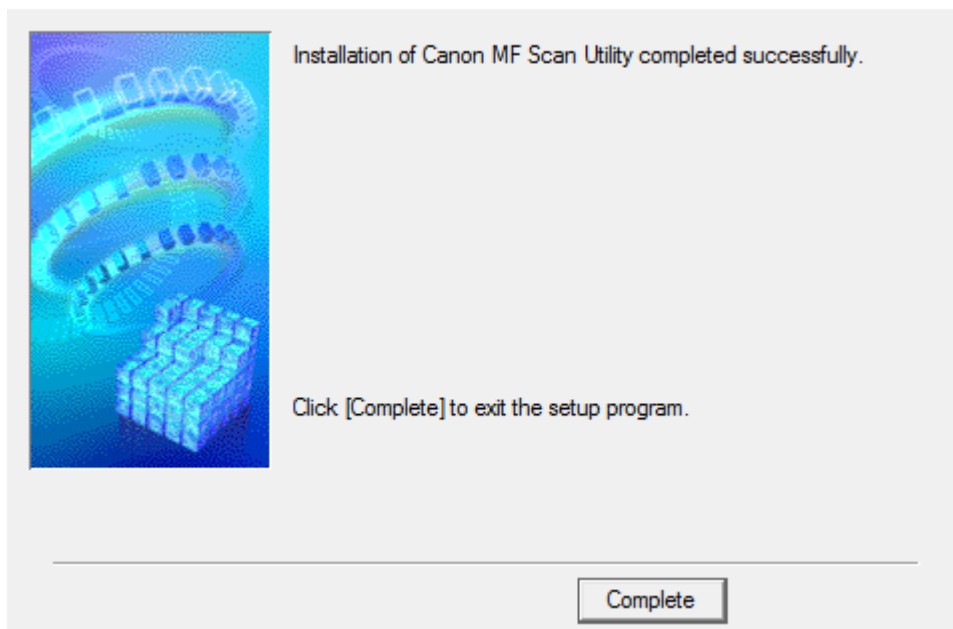 Installation of Canon MF Scan Utility completed successfully.
Click [Complete] to exit the setup program.
Complete